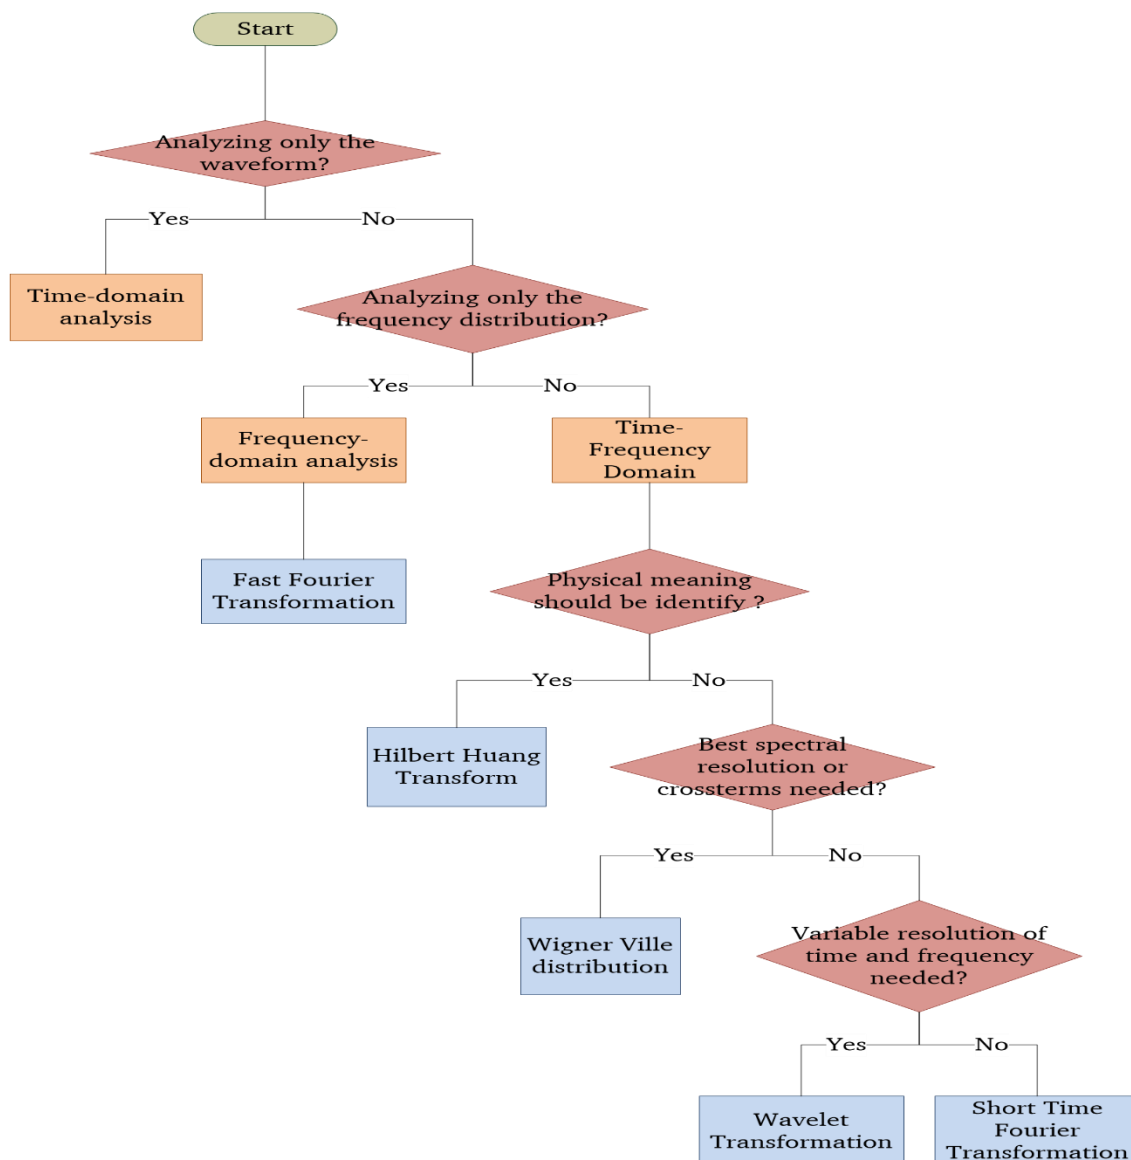 Start
Analyzing only the
waveform?
Yes
No
Time-domain
analysis
Analyzing only the
frequency distribution?
Yes
No
Frequency-
domain analysis
Time-
Frequency
Domain
Fast Fourier
Transformation
Physical meaning
should be identify ?
Yes
No
Hilbert Huang
Transform
Best spectral
resolution or
crossterms needed?
Yes
No
Wigner Ville
distribution
Variable resolution of
time and frequency
needed?
Yes
No
Wavelet
Transformation
Short Time
Fourier
Transformation